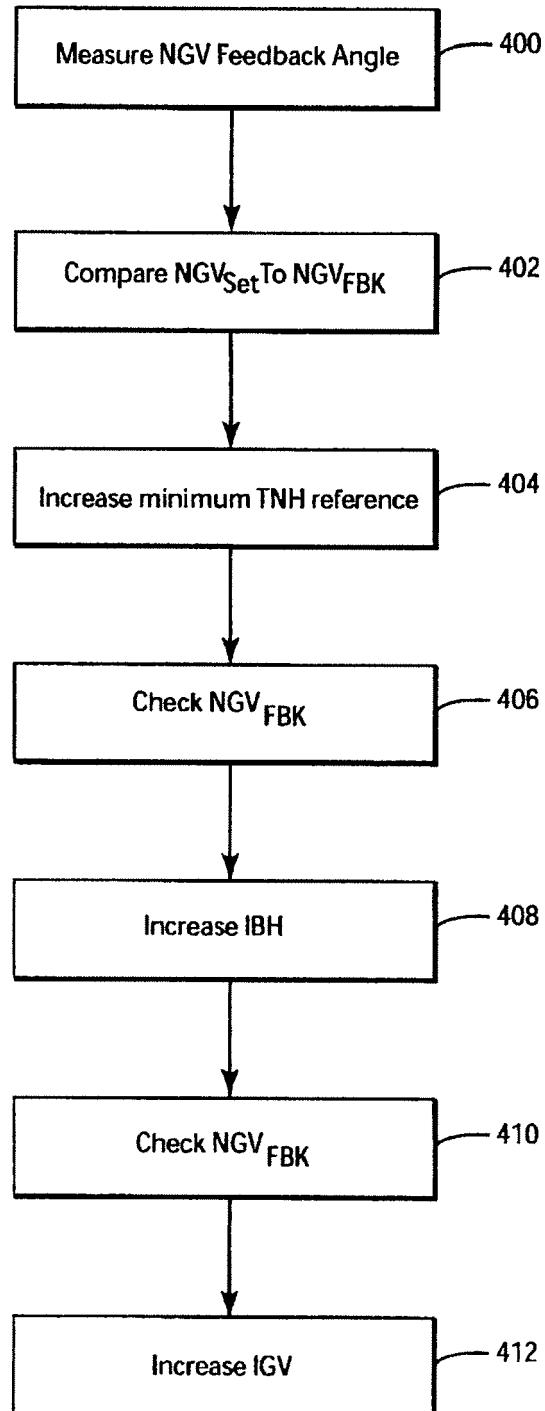 Measure NGV Feedback Angle 400
Compare NGVSet To NGVFBK 402
Increase minimum TNH reference 404
Check NGVFBK 406
Increase IBH 408
Check NGVFBK 410
Increase IGV 412